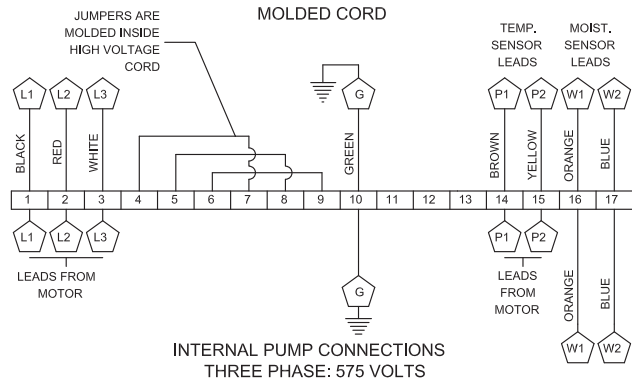 MOLDED CORD
JUMPERS ARE
MOLDED INSIDE
HIGH VOLTAGE
CORD
TEMP.
SENSOR
LEADS
MOIST.
SENSOR
LEADS
L1 L2 L3 G P1 P2 W1 W2
BLACK RED WHITE GREEN BROWN YELLOW ORANGE BLUE
1 2 3 4 5 6 7 8 9 10 11 12 13 14 15 16 17
L1 L2 L3 P1 P2
LEADS FROM
MOTOR
LEADS
FROM
MOTOR
ORANGE BLUE
G
W1 W2
INTERNAL PUMP CONNECTIONS
THREE PHASE: 575 VOLTS